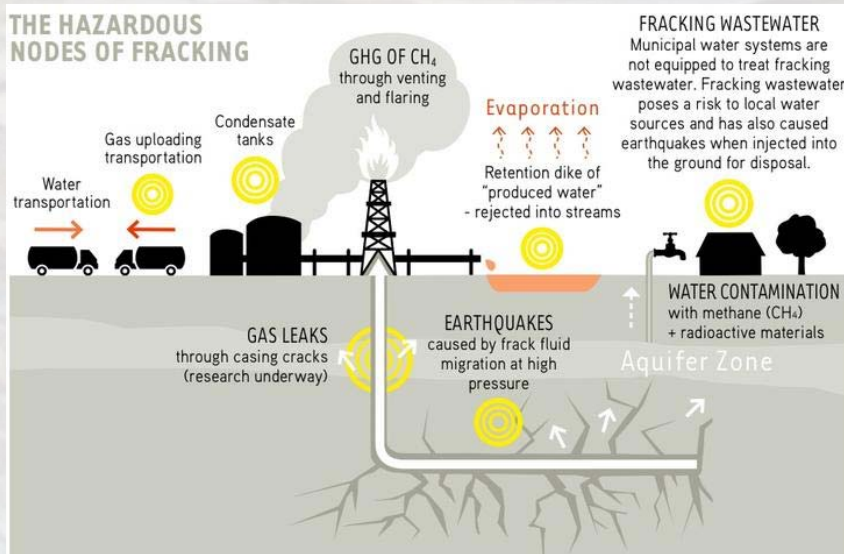 THE HAZARDOUS
NODES OF FRACKING
GHG OF CH₄
through venting
and flaring
FRACKING WASTEWATER
Municipal water systems are
not equipped to treat fracking
wastewater. Fracking wastewater
poses a risk to local water
sources and has also caused
earthquakes when injected into
the ground for disposal.
Evaporation
Condensate
tanks
Gas uploading
transportation
Water
transportation
Retention dike of
"produced water"
- rejected into streams
WATER CONTAMINATION
with methane (CH₄)
+ radioactive materials
GAS LEAKS
through casing cracks
(research underway)
EARTHQUAKES
caused by frack fluid
migration at high
pressure
Aquifer Zone